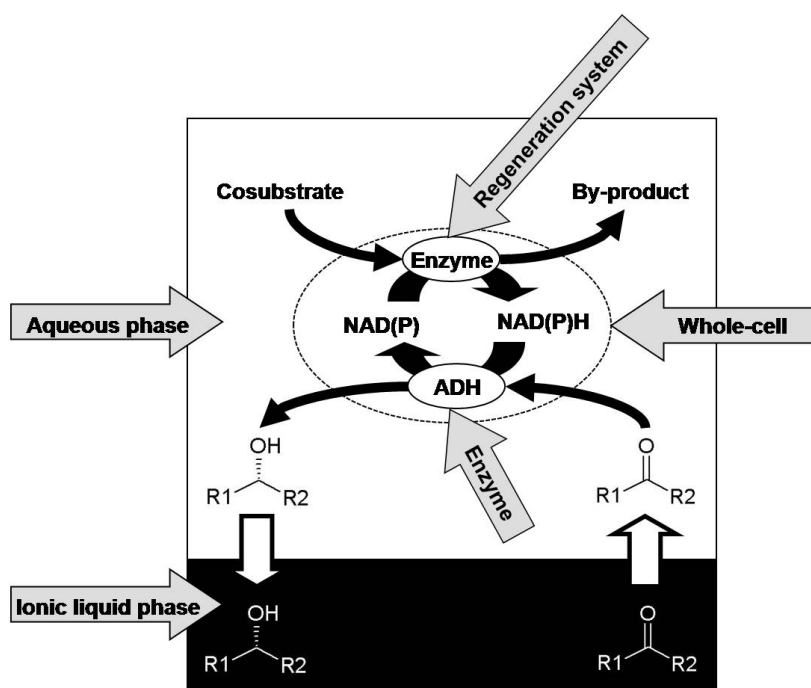 Regeneration system
Cosubstrate
By-product
Enzyme
Aqueous phase
NAD(P)
NAD(P)H
Whole-cell
ADH
Enzyme
OH
R1
R2
O
R1
R2
Ionic liquid phase
OH
R1
R2
O
R1
R2